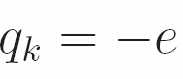 q_k = −e